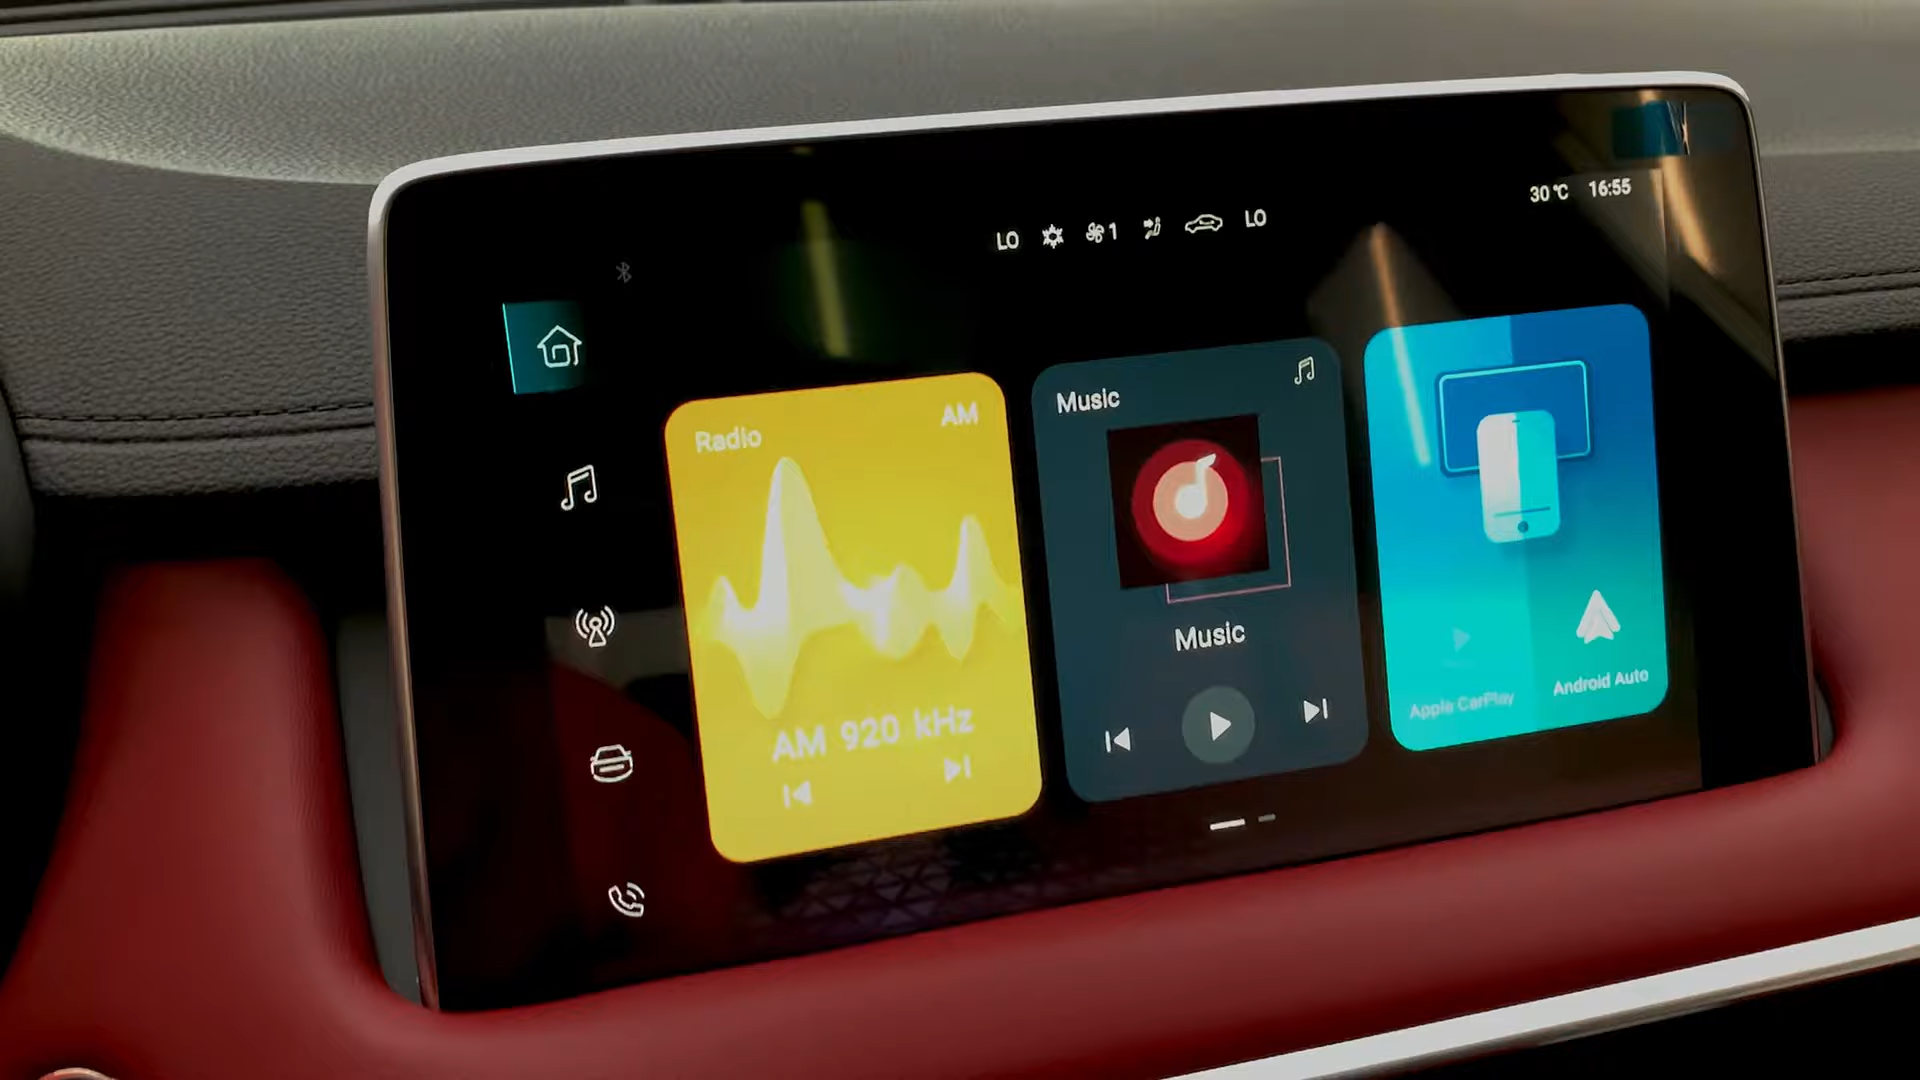 30℃ 16:55
LO 1 LO
Radio AM
AM 920 kHz
Music
Music
Apple CarPlay
Android Auto